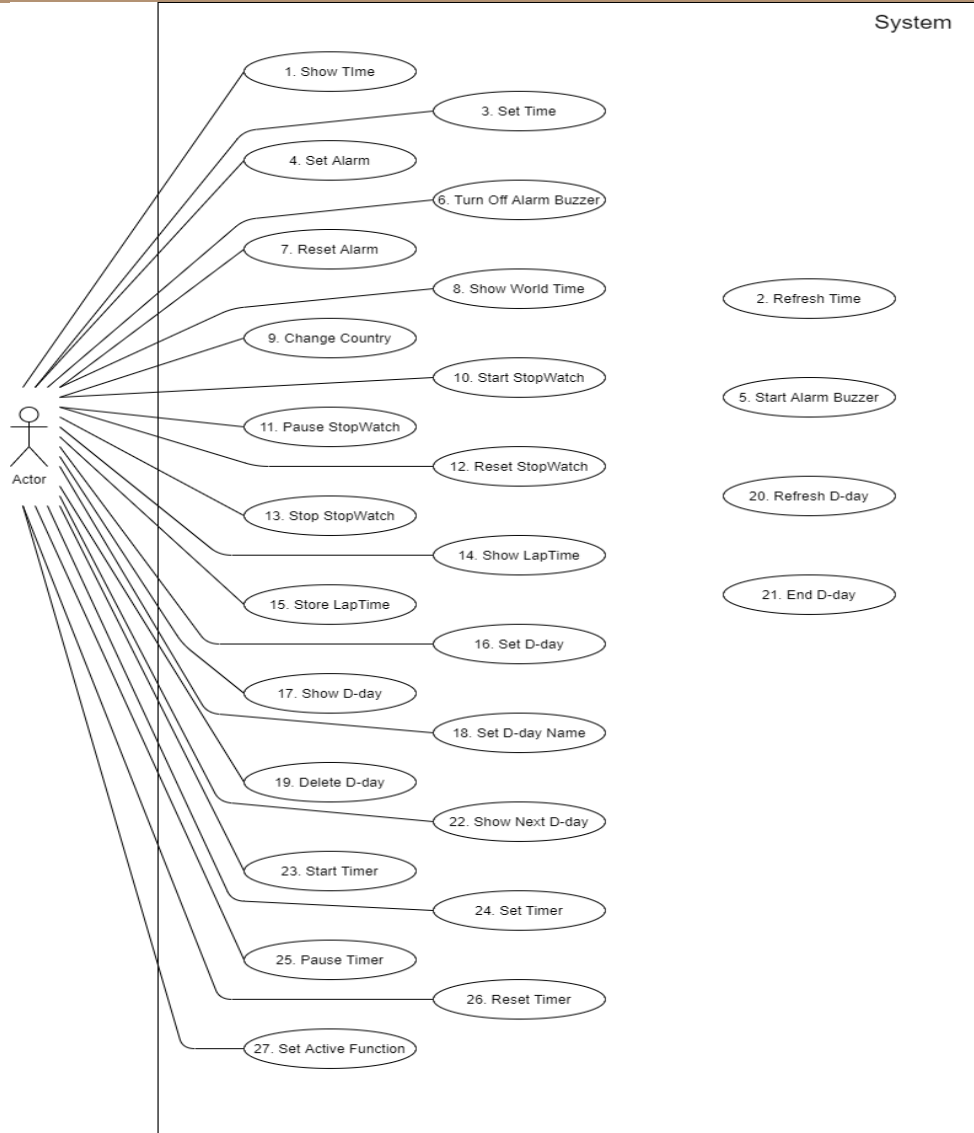 System
1. Show TIme
3. Set Time
4. Set Alarm
6. Turn Off Alarm Buzzer
7. Reset Alarm
8. Show World Time
2. Refresh Time
9. Change Country
10. Start StopWatch
5. Start Alarm Buzzer
11. Pause StopWatch
12. Reset StopWatch
Actor
20. Refresh D-day
13. Stop StopWatch
14. Show LapTime
21. End D-day
15. Store LapTime
16. Set D-day
17. Show D-day
18. Set D-day Name
19. Delete D-day
22. Show Next D-day
23. Start Timer
24. Set Timer
25. Pause Timer
26. Reset Timer
27. Set Active Function